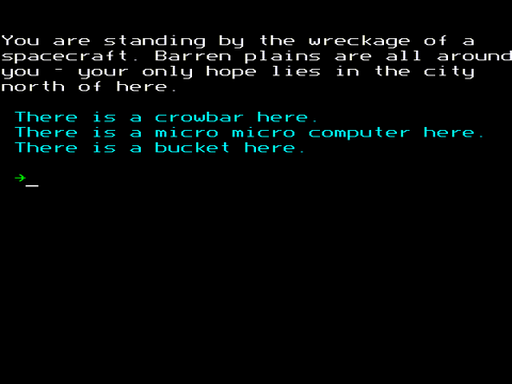 You are standing by the wreckage of a
spacecraft. Barren plains are all around
you - your only hope lies in the city
north of here.
There is a crowbar here.
There is a micro micro computer here.
There is a bucket here.
→_